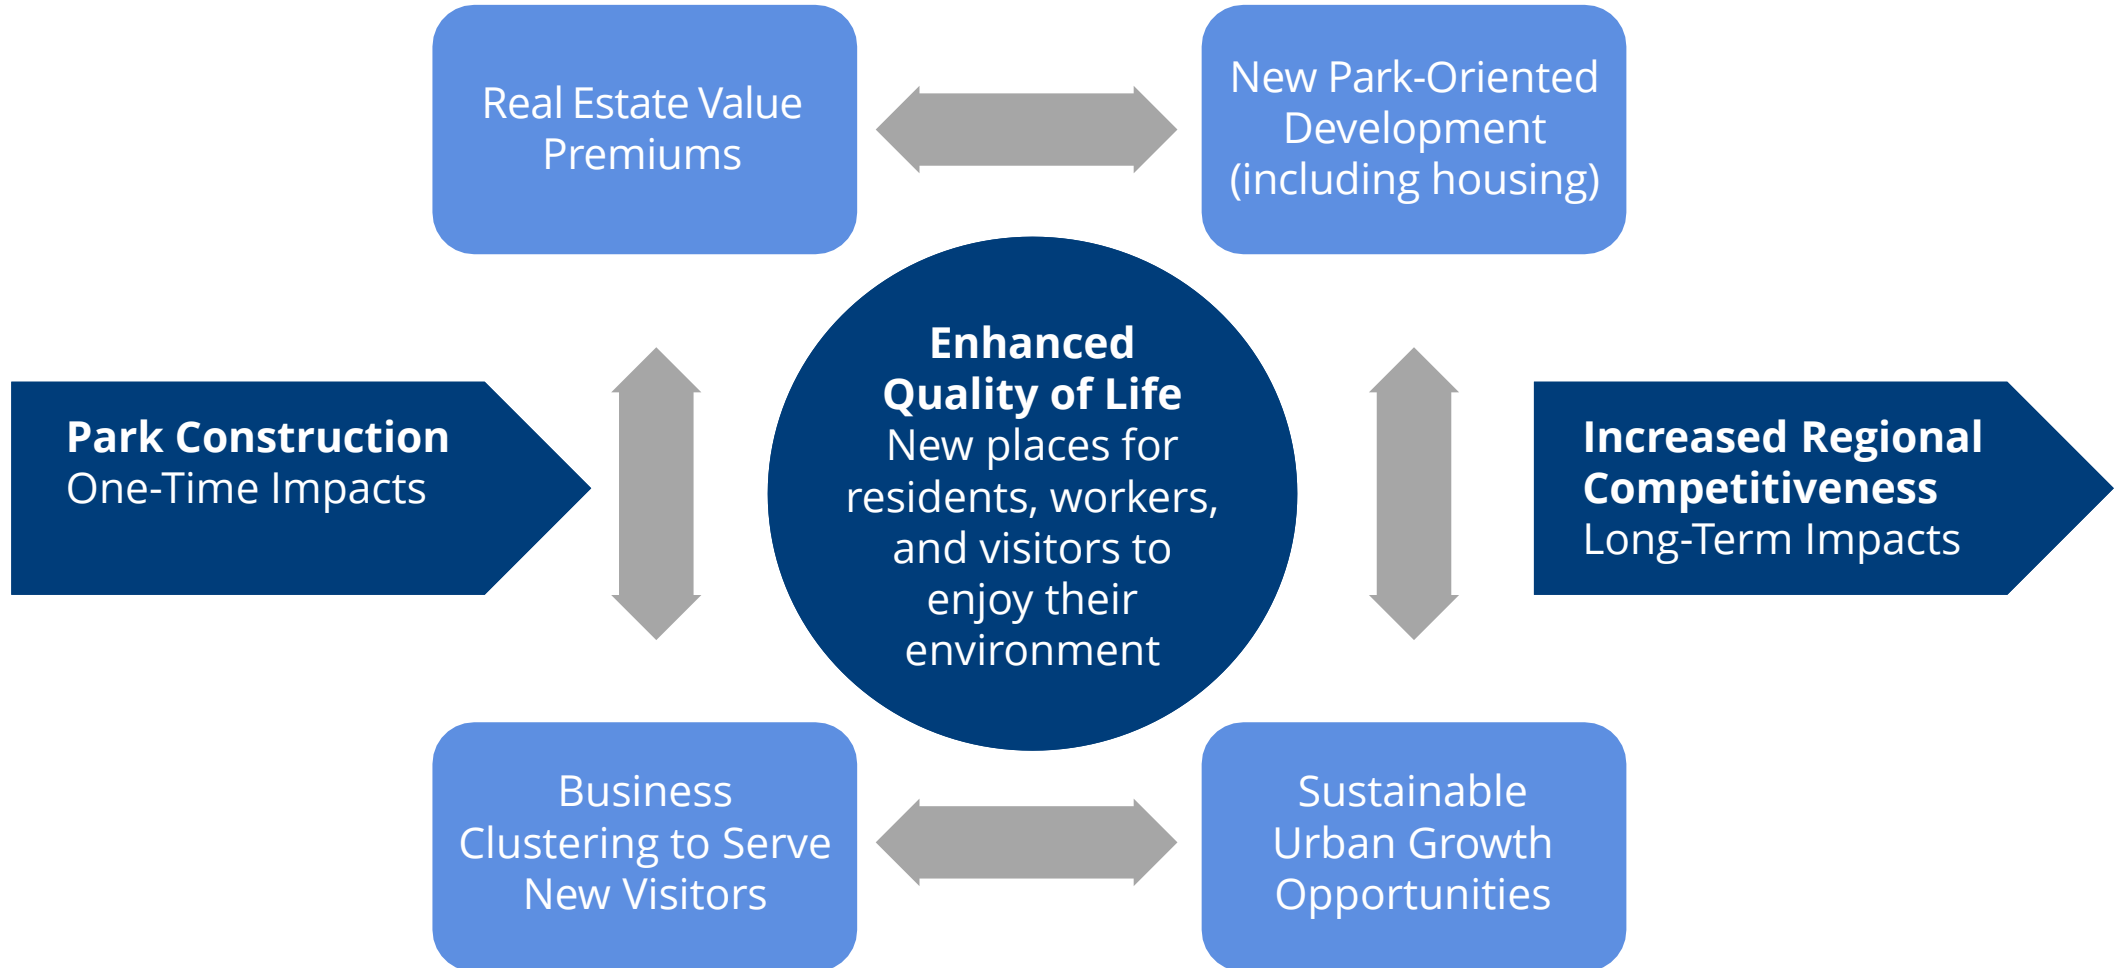 Real Estate Value
Premiums
New Park-Oriented
Development
(including housing)
Park Construction
One-Time Impacts
Enhanced
Quality of Life
New places for
residents, workers,
and visitors to
enjoy their
environment
Increased Regional
Competitiveness
Long-Term Impacts
Business
Clustering to Serve
New Visitors
Sustainable
Urban Growth
Opportunities